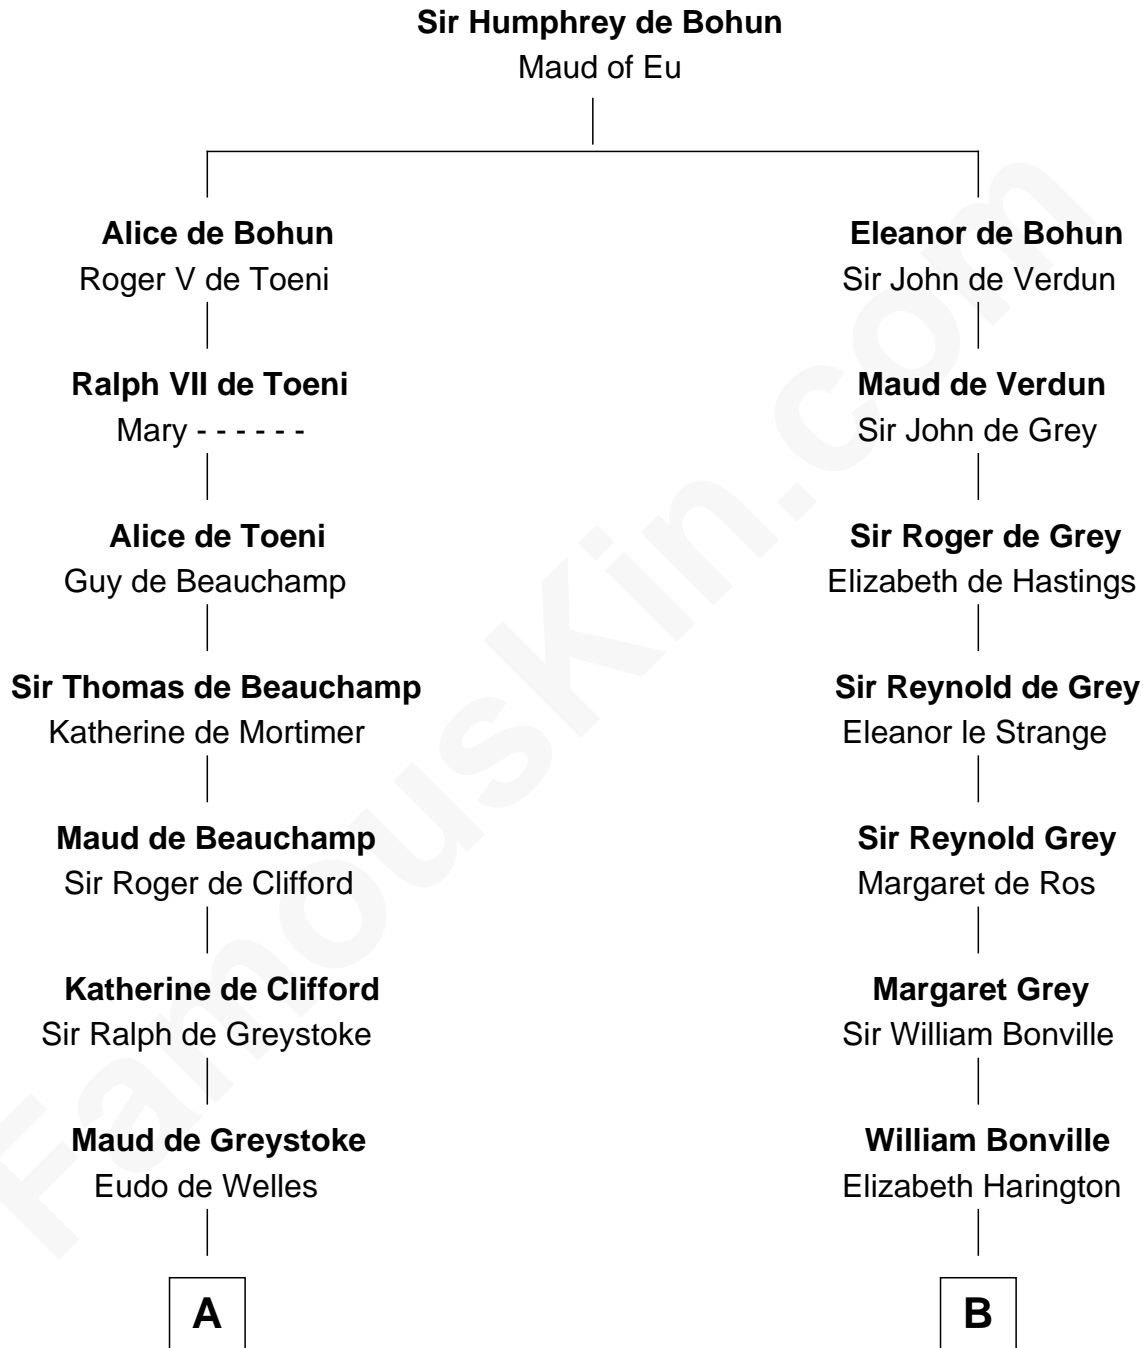 Sir Humphrey de Bohun
Maud of Eu
Alice de Bohun
Roger V de Toeni
Eleanor de Bohun
Sir John de Verdun
Ralph VII de Toeni
Mary - - - - - -
Maud de Verdun
Sir John de Grey
Alice de Toeni
Guy de Beauchamp
Sir Roger de Grey
Elizabeth de Hastings
Sir Thomas de Beauchamp
Katherine de Mortimer
Sir Reynold de Grey
Eleanor le Strange
Maud de Beauchamp
Sir Roger de Clifford
Sir Reynold Grey
Margaret de Ros
Katherine de Clifford
Sir Ralph de Greystoke
Margaret Grey
Sir William Bonville
Maud de Greystoke
Eudo de Welles
William Bonville
Elizabeth Harington
A
B
FamousKin.com